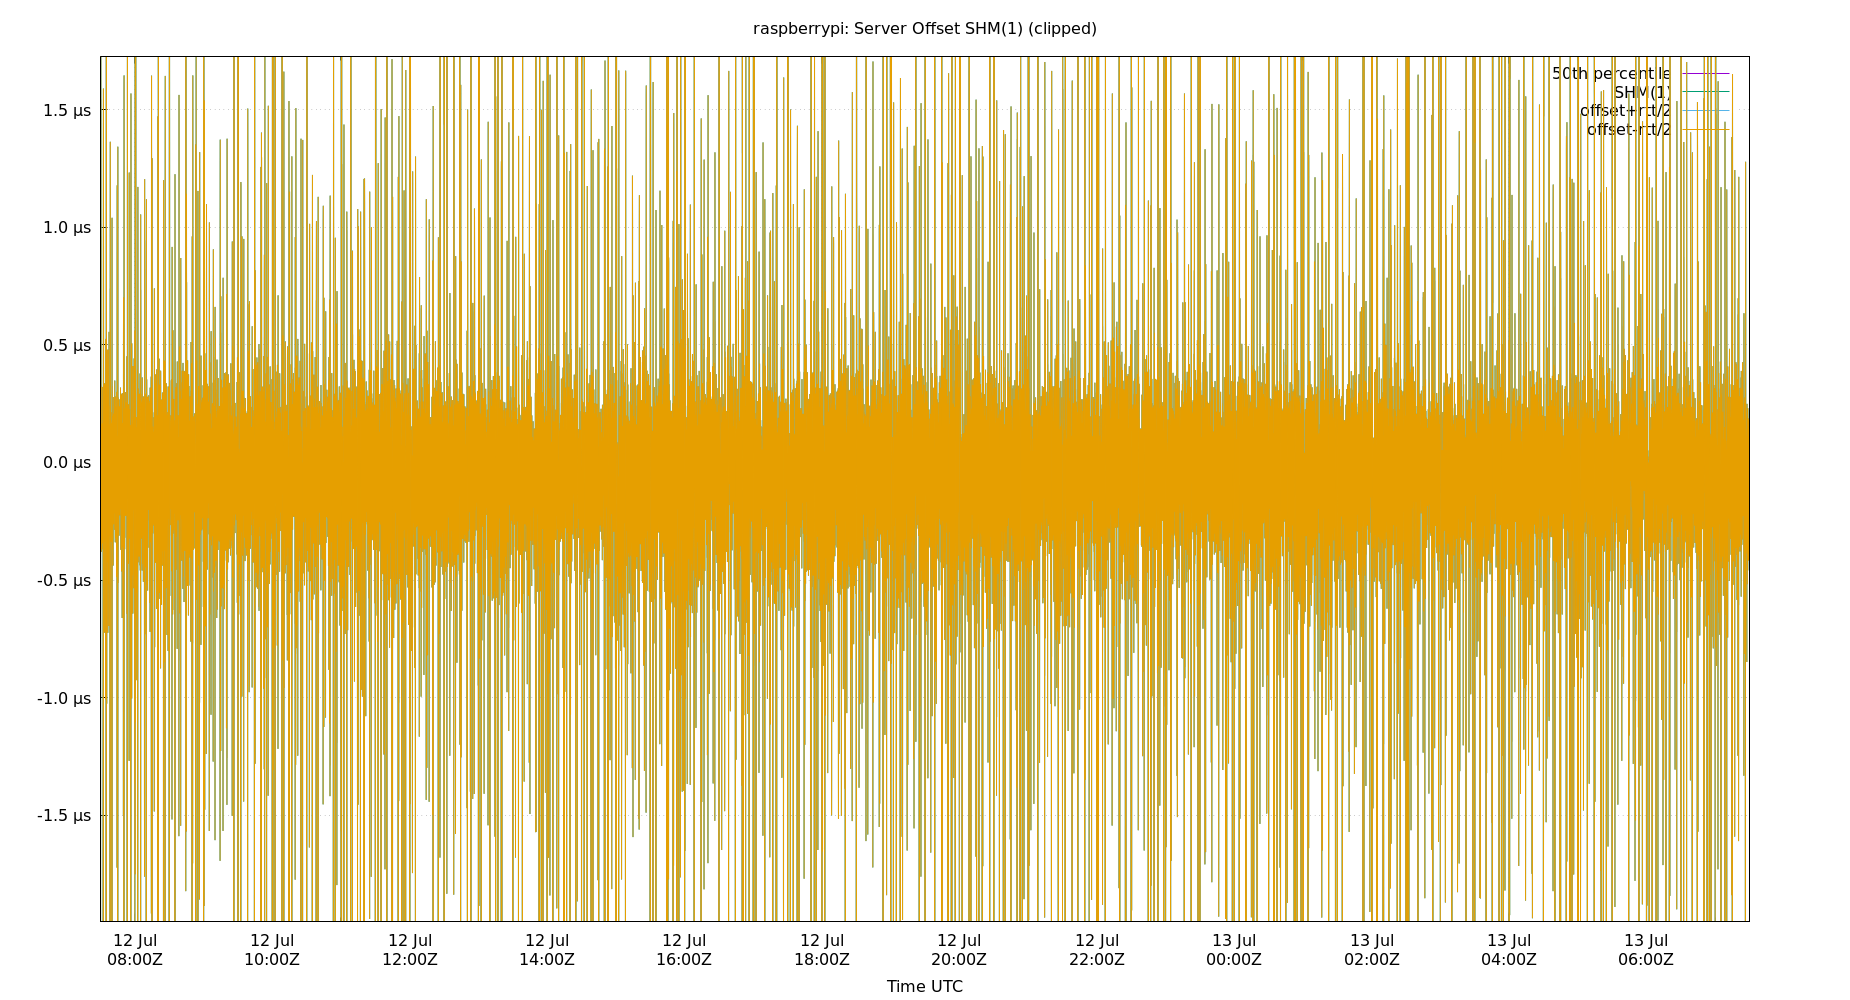 raspberrypi: Server Offset SHM(1) (clipped)
50th percentile
SHM(1)
offset+rtt/2
offset-rtt/2
1.5 µs
1.0 µs
0.5 µs
0.0 µs
-0.5 µs
-1.0 µs
-1.5 µs
12 Jul 12 Jul 12 Jul 12 Jul 12 Jul 12 Jul 12 Jul 12 Jul 13 Jul 13 Jul 13 Jul 13 Jul
08:00Z 10:00Z 12:00Z 14:00Z 16:00Z 18:00Z 20:00Z 22:00Z 00:00Z 02:00Z 04:00Z 06:00Z
Time UTC